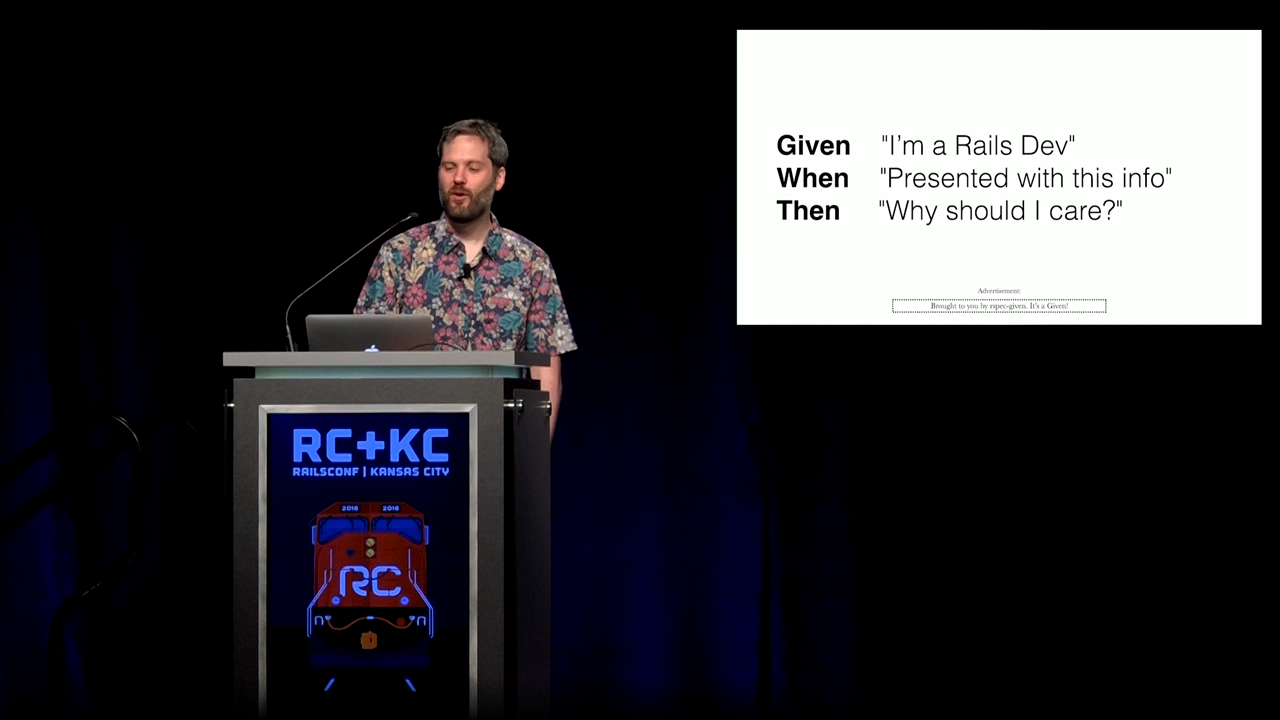 Given "I'm a Rails Dev"
When "Presented with this info"
Then "Why should I care?"
Advertisement:
Brought to you by rspec-given. It's a Given!
RC+KC
RAILSCONF | KANSAS CITY
2016 2016
RC